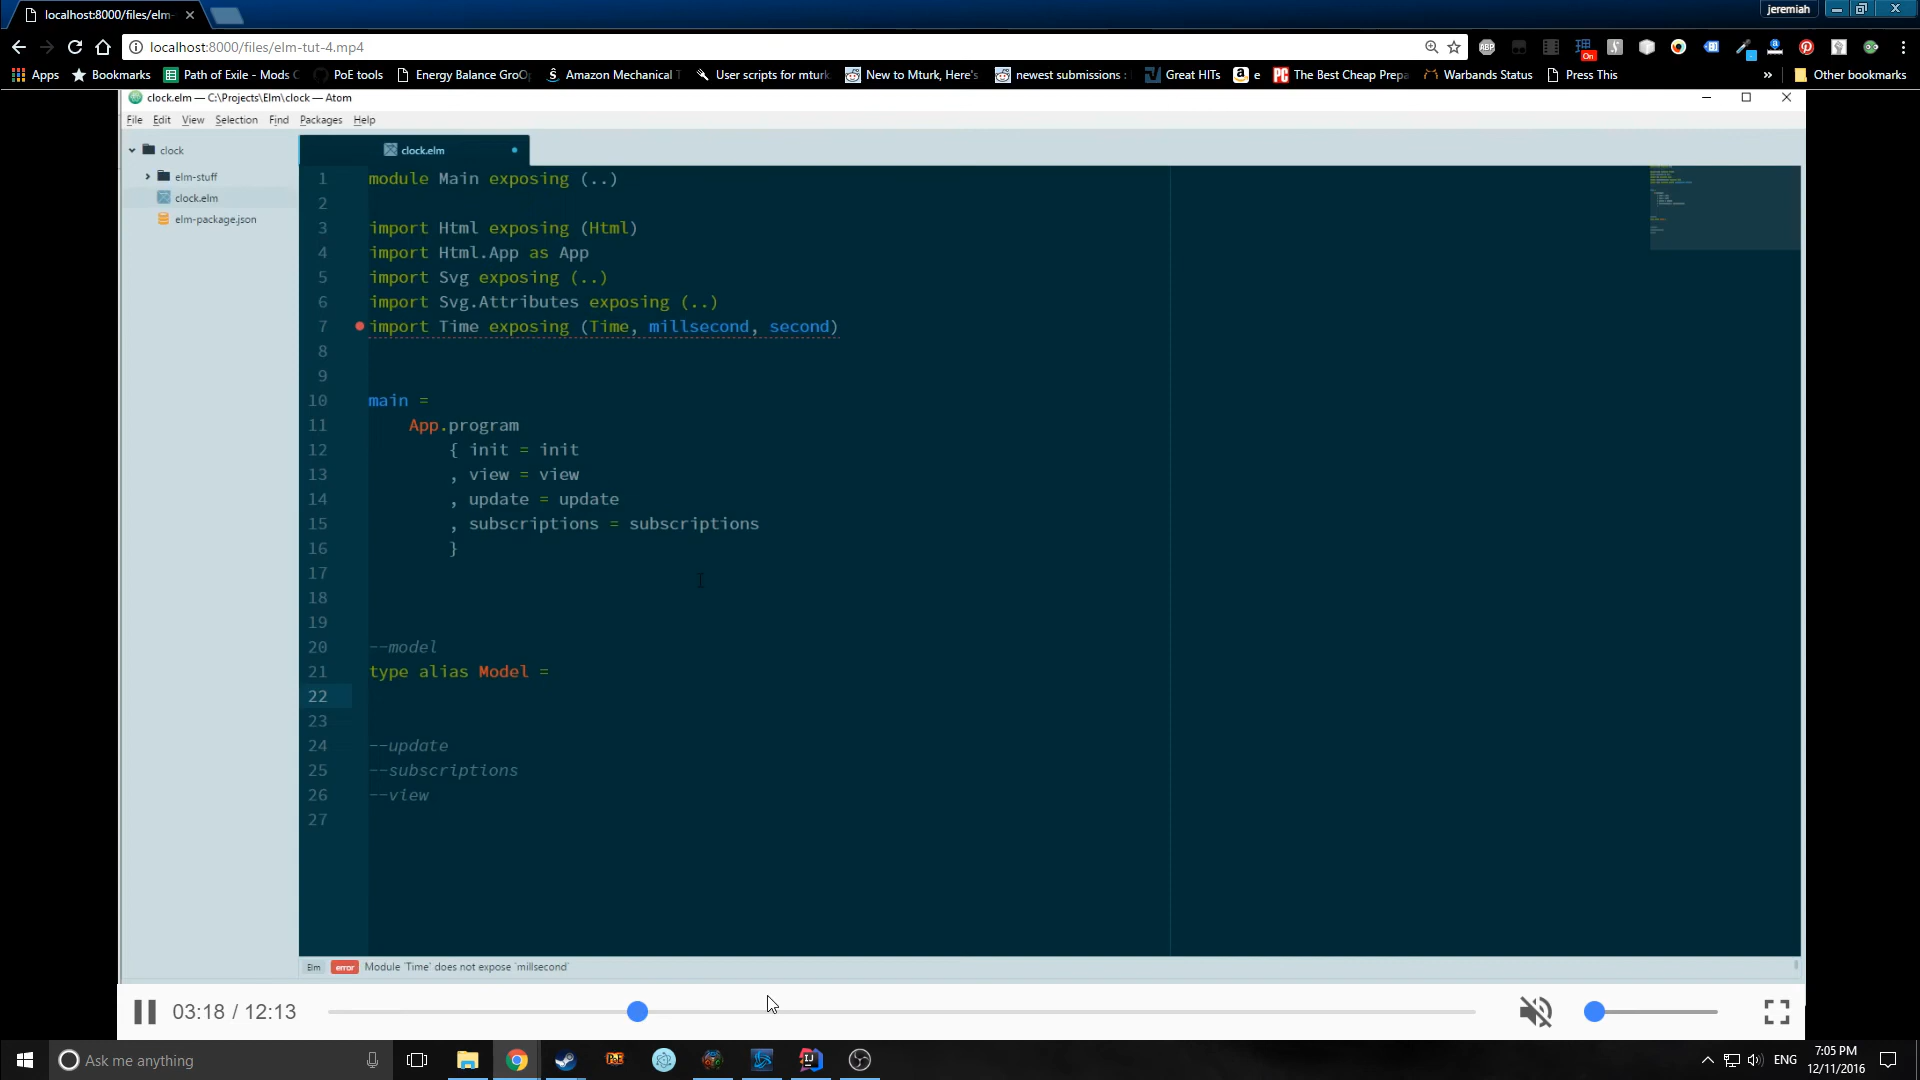 localhost:8000/files/elm-
jeremiah
localhost:8000/files/elm-tut-4.mp4
ABP
On
Apps
Bookmarks
Path of Exile - Mods C
PoE tools
Energy Balance GroO
Amazon Mechanical T
User scripts for mturk
New to Mturk, Here's
newest submissions :
Great HITs
e
The Best Cheap Prepa
Warbands Status
Press This
»
Other bookmarks
clock.elm — C:\Projects\Elm\clock — Atom
File Edit View Selection Find Packages Help
clock
elm-stuff
clock.elm
elm-package.json
clock.elm
1 module Main exposing (..)
2
3 import Html exposing (Html)
4 import Html.App as App
5 import Svg exposing (..)
6 import Svg.Attributes exposing (..)
7 import Time exposing (Time, millsecond, second)
8
9
10 main =
11 App.program
12 { init = init
13 , view = view
14 , update = update
15 , subscriptions = subscriptions
16 }
17
18
19
20 --model
21 type alias Model =
22
23
24 --update
25 --subscriptions
26 --view
27
Elm error Module 'Time' does not expose 'millsecond'
03:18 / 12:13
Ask me anything
ENG
7:05 PM
12/11/2016